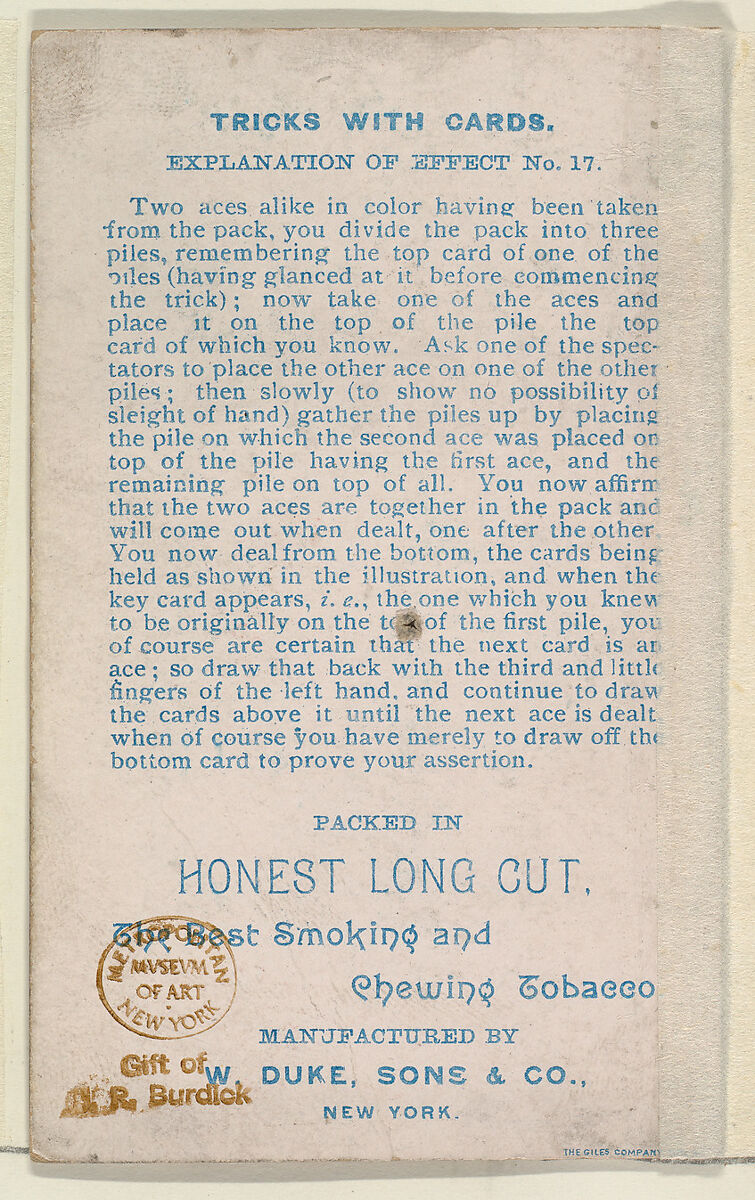 TRICKS WITH CARDS.
EXPLANATION OF EFFECT No. 17.
Two aces alike in color having been taken
from the pack, you divide the pack into three
piles, remembering the top card of one of the
piles (having glanced at it before commencing
the trick); now take one of the aces and
place it on the top of the pile the top
card of which you know. Ask one of the spec-
tators to place the other ace on one of the other
piles; then slowly (to show no possibility of
sleight of hand) gather the piles up by placing
the pile on which the second ace was placed on
top of the pile having the first ace, and the
remaining pile on top of all. You now affirm
that the two aces are together in the pack and
will come out when dealt, one after the other.
You now deal from the bottom, the cards being
held as shown in the illustration, and when the
key card appears, i. e., the one which you knew
to be originally on the top of the first pile, you
of course are certain that the next card is an
ace; so draw that back with the third and little
fingers of the left hand, and continue to draw
the cards above it until the next ace is dealt
when of course you have merely to draw off the
bottom card to prove your assertion.
PACKED IN
HONEST LONG CUT,
The Best Smoking and
Chewing Tobacco
METROPOLITAN
MVSEVM
OF ART
NEW YORK
MANUFACTURED BY
Gift of
W. DUKE, SONS & CO.,
R. Burdick
NEW YORK.
THE GILES COMPANY